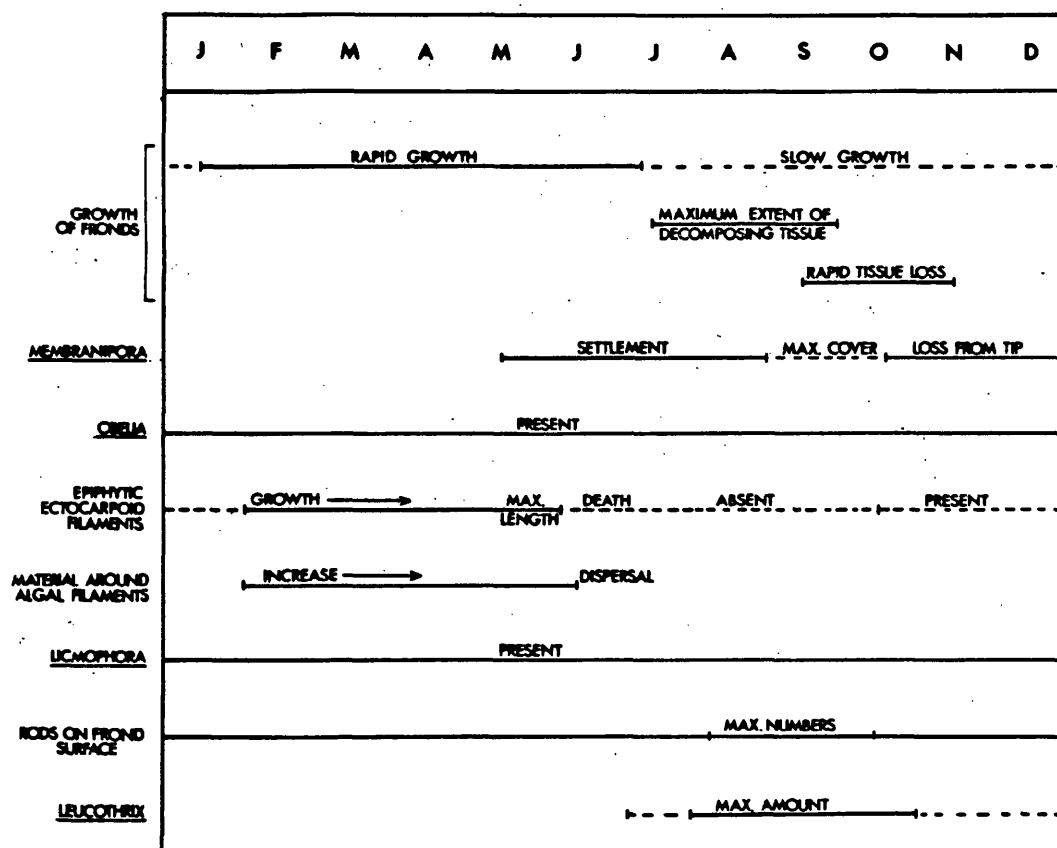 J F M A M J J A S O N D
RAPID GROWTH
SLOW GROWTH
GROWTH
OF FRONDS
MAXIMUM EXTENT OF
DECOMPOSING TISSUE
RAPID TISSUE LOSS
MEMBRANIPORA
SETTLEMENT
MAX. COVER
LOSS FROM TIP
OBELIA
PRESENT
EPIPHYTIC
ECTOCARPOID
FILAMENTS
GROWTH
MAX.
LENGTH
DEATH
ABSENT
PRESENT
MATERIAL AROUND
ALGAL FILAMENTS
INCREASE
DISPERSAL
LICMOPHORA
PRESENT
RODS ON FROND
SURFACE
MAX. NUMBERS
LEUCOTHRIX
MAX. AMOUNT